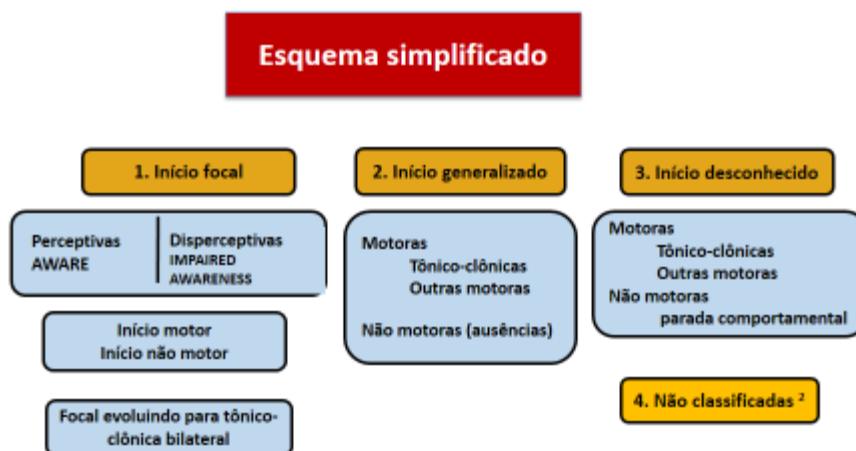 Esquema simplificado
1. Início focal
Perceptivas
AWARE
Disperceptivas
IMPAIRED
AWARENESS
Início motor
Início não motor
Focal evoluindo para tônico-
clônica bilateral
2. Início generalizado
Motoras
Tônico-clônicas
Outras motoras
Não motoras (ausências)
3. Início desconhecido
Motoras
Tônico-clônicas
Outras motoras
Não motoras
parada comportamental
4. Não classificadas ²